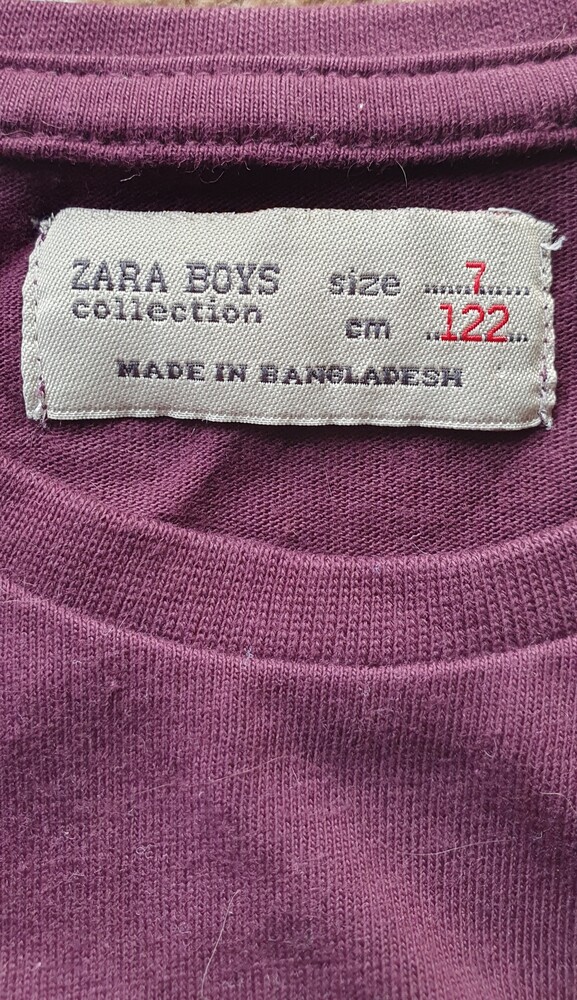 ZARA BOYS size 7
collection cm 122
MADE IN BANGLADESH